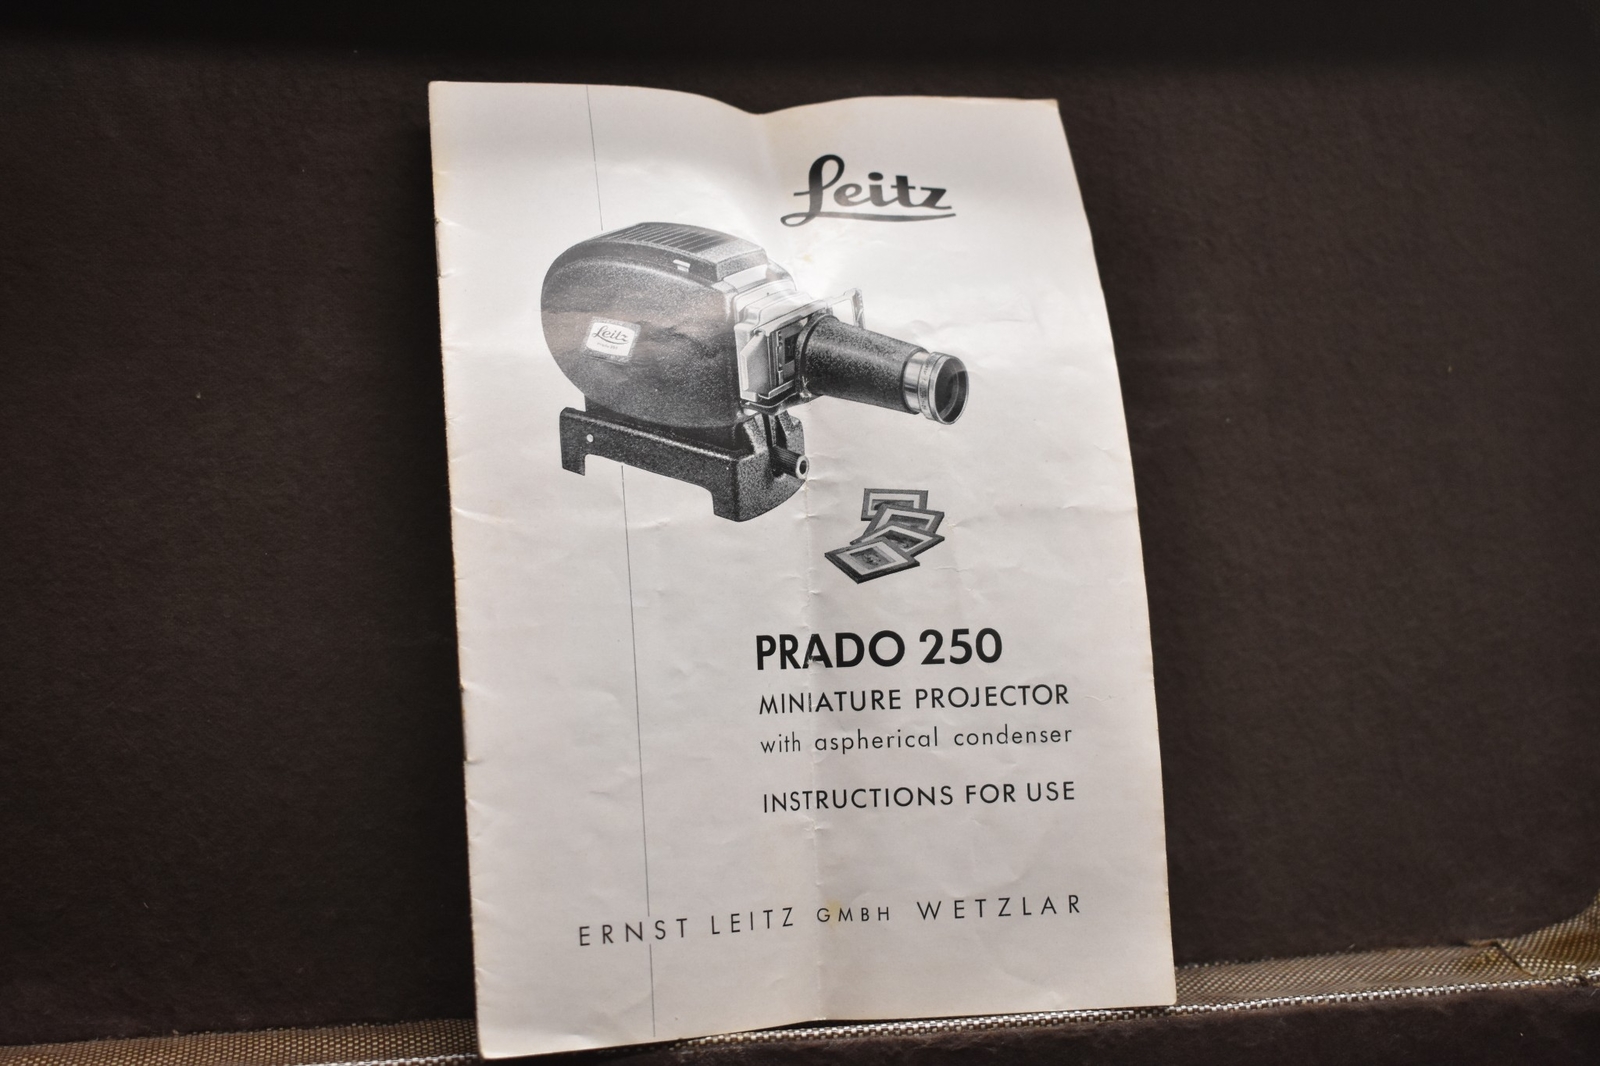 Leitz
Leitz
PRADO 250
MINIATURE PROJECTOR
with aspherical condenser
INSTRUCTIONS FOR USE
ERNST LEITZ GMBH WETZLAR